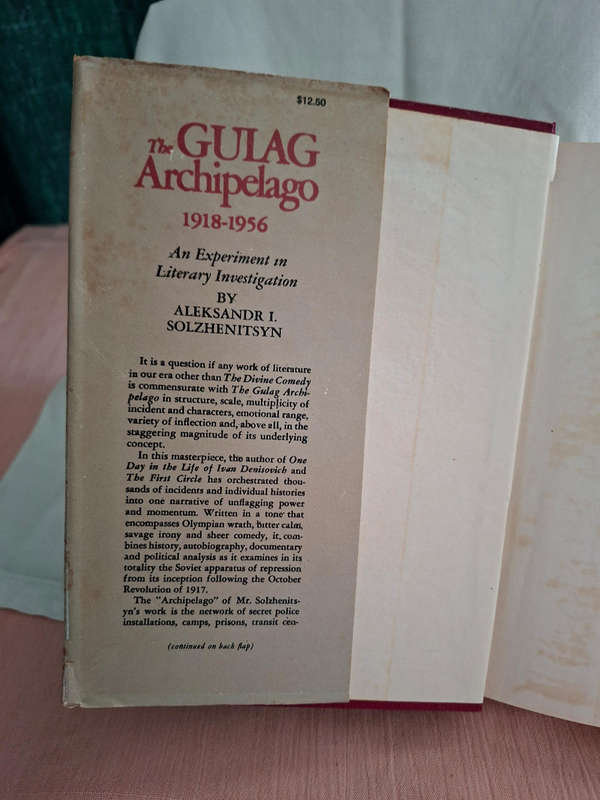 $12.50
The GULAG
Archipelago
1918-1956
An Experiment in
Literary Investigation
BY
ALEKSANDR I.
SOLZHENITSYN
It is a question if any work of literature
in our era other than The Divine Comedy
is commensurate with The Gulag Archi-
pelago in structure, scale, multiplicity of
incident and characters, emotional range,
variety of inflection and, above all, in the
staggering magnitude of its underlying
concept.
In this masterpiece, the author of One
Day in the Life of Ivan Denisovich and
The First Circle has orchestrated thou-
sands of incidents and individual histories
into one narrative of unflagging power
and momentum. Written in a tone that
encompasses Olympian wrath, bitter calm,
savage irony and sheer comedy, it com-
bines history, autobiography, documentary
and political analysis as it examines in its
totality the Soviet apparatus of repression
from its inception following the October
Revolution of 1917.
The "Archipelago" of Mr. Solzhenits-
yn's work is the network of secret police
installations, camps, prisons, transit cen-
(continued on back flap)